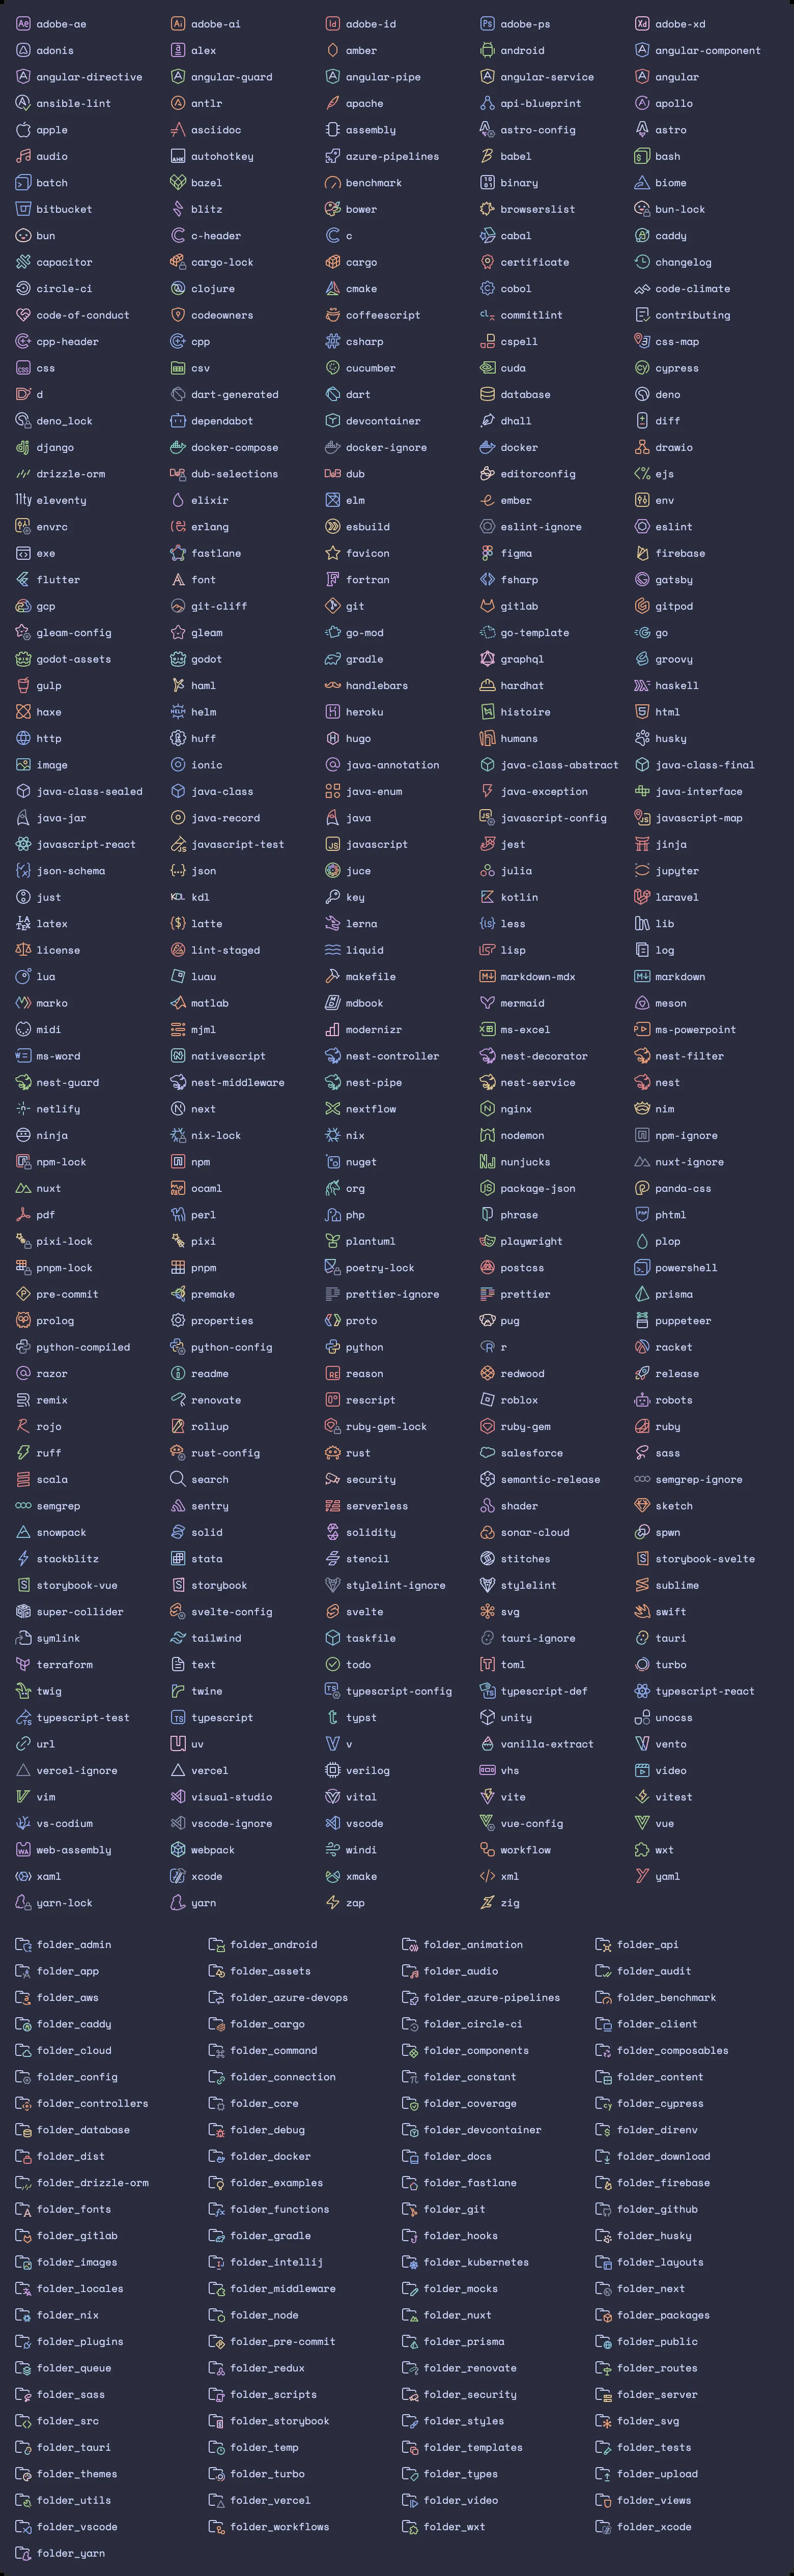 adobe-ae adobe-ai adobe-id adobe-ps adobe-xd
adonis alex amber android angular-component
angular-directive angular-guard angular-pipe angular-service angular
ansible-lint antlr apache api-blueprint apollo
apple asciidoc assembly astro-config astro
audio autohotkey azure-pipelines babel bash
batch bazel benchmark binary biome
bitbucket blitz bower browserslist bun-lock
bun c-header c cabal caddy
capacitor cargo-lock cargo certificate changelog
circle-ci clojure cmake cobol code-climate
code-of-conduct codeowners coffeescript commitlint contributing
cpp-header cpp csharp cspell css-map
css csv cucumber cuda cypress
d dart-generated dart database deno
deno_lock dependabot devcontainer dhall diff
django docker-compose docker-ignore docker drawio
drizzle-orm dub-selections dub editorconfig ejs
eleventy elixir elm ember env
envrc erlang esbuild eslint-ignore eslint
exe fastlane favicon figma firebase
flutter font fortran fsharp gatsby
gcp git-cliff git gitlab gitpod
gleam-config gleam go-mod go-template go
godot-assets godot gradle graphql groovy
gulp haml handlebars hardhat haskell
haxe helm heroku histoire html
http huff hugo humans husky
image ionic java-annotation java-class-abstract java-class-final
java-class-sealed java-class java-enum java-exception java-interface
java-jar java-record java javascript-config javascript-map
javascript-react javascript-test javascript jest jinja
json-schema json juce julia jupyter
just kdl key kotlin laravel
latex latte lerna less lib
license lint-staged liquid lisp log
lua luau makefile markdown-mdx markdown
marko matlab mdbook mermaid meson
midi mjml modernizr ms-excel ms-powerpoint
ms-word nativescript nest-controller nest-decorator nest-filter
nest-guard nest-middleware nest-pipe nest-service nest
netlify next nextflow nginx nim
ninja nix-lock nix nodemon npm-ignore
npm-lock npm nuget nunjucks nuxt-ignore
nuxt ocaml org package-json panda-css
pdf perl php phrase phtml
pixi-lock pixi plantuml playwright plop
pnpm-lock pnpm poetry-lock postcss powershell
pre-commit premake prettier-ignore prettier prisma
prolog properties proto pug puppeteer
python-compiled python-config python r racket
razor readme reason redwood release
remix renovate rescript roblox robots
rojo rollup ruby-gem-lock ruby-gem ruby
ruff rust-config rust salesforce sass
scala search security semantic-release semgrep-ignore
semgrep sentry serverless shader sketch
snowpack solid solidity sonar-cloud spwn
stackblitz stata stencil stitches storybook-svelte
storybook-vue storybook stylelint-ignore stylelint sublime
super-collider svelte-config svelte svg swift
symlink tailwind taskfile tauri-ignore tauri
terraform text todo toml turbo
twig twine typescript-config typescript-def typescript-react
typescript-test typescript typst unity unocss
url uv v vanilla-extract vento
vercel-ignore vercel verilog vhs video
vim visual-studio vital vite vitest
vs-codium vscode-ignore vscode vue-config vue
web-assembly webpack windi workflow wxt
xaml xcode xmake xml yaml
yarn-lock yarn zap zig
folder_admin folder_android folder_animation folder_api
folder_app folder_assets folder_audio folder_audit
folder_aws folder_azure-devops folder_azure-pipelines folder_benchmark
folder_caddy folder_cargo folder_circle-ci folder_client
folder_cloud folder_command folder_components folder_composables
folder_config folder_connection folder_constant folder_content
folder_controllers folder_core folder_coverage folder_cypress
folder_database folder_debug folder_devcontainer folder_direnv
folder_dist folder_docker folder_docs folder_download
folder_drizzle-orm folder_examples folder_fastlane folder_firebase
folder_fonts folder_functions folder_git folder_github
folder_gitlab folder_gradle folder_hooks folder_husky
folder_images folder_intellij folder_kubernetes folder_layouts
folder_locales folder_middleware folder_mocks folder_next
folder_nix folder_node folder_nuxt folder_packages
folder_plugins folder_pre-commit folder_prisma folder_public
folder_queue folder_redux folder_renovate folder_routes
folder_sass folder_scripts folder_security folder_server
folder_src folder_storybook folder_styles folder_svg
folder_tauri folder_temp folder_templates folder_tests
folder_themes folder_turbo folder_types folder_upload
folder_utils folder_vercel folder_video folder_views
folder_vscode folder_workflows folder_wxt folder_xcode
folder_yarn